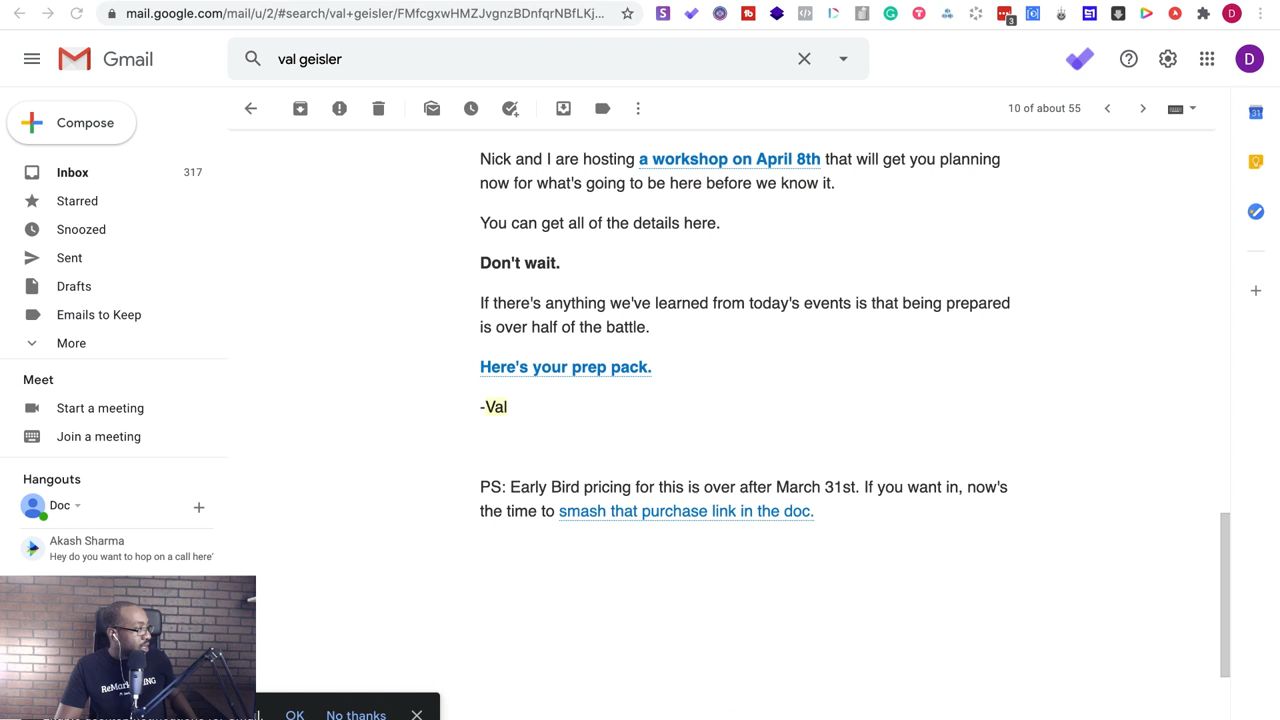 mail.google.com/mail/u/2/#search/val+geisler/FMfcgxwHMZJvgnzBDnfqrNBfLKj...
3
D
Gmail
val geisler
D
Compose
10 of about 55
Inbox 317
Starred
Snoozed
Sent
Drafts
Emails to Keep
More
Meet
Start a meeting
Join a meeting
Hangouts
Doc
Akash Sharma
Hey do you want to hop on a call here'
Nick and I are hosting a workshop on April 8th that will get you planning
now for what's going to be here before we know it.
You can get all of the details here.
Don't wait.
If there's anything we've learned from today's events is that being prepared
is over half of the battle.
Here's your prep pack.
-Val
PS: Early Bird pricing for this is over after March 31st. If you want in, now's
the time to smash that purchase link in the doc.
31
OK No thanks